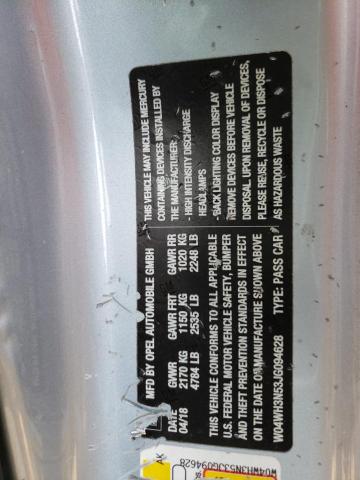 MFD BY OPEL AUTOMOBILE GMBH
DATE GVWR GAWR FRT GAWR RR
04/18 2170 KG 1150 KG 1020 KG
4784 LB 2535 LB 2248 LB
THIS VEHICLE CONFORMS TO ALL APPLICABLE
U.S. FEDERAL MOTOR VEHICLE SAFETY, BUMPER
AND THEFT PREVENTION STANDARDS IN EFFECT
ON THE DATE OF MANUFACTURE SHOWN ABOVE
W04WH3N53JG094628 TYPE: PASS CAR
THIS VEHICLE MAY INCLUDE MERCURY
CONTAINING DEVICES INSTALLED BY
THE MANUFACTURER:
- HIGH INTENSITY DISCHARGE
HEADLAMPS
- BACK LIGHTING COLOR DISPLAY
REMOVE DEVICES BEFORE VEHICLE
DISPOSAL, UPON REMOVAL OF DEVICES,
PLEASE REUSE, RECYCLE OR DISPOSE
AS HAZARDOUS WASTE
AK
W04WH3N53JG094628